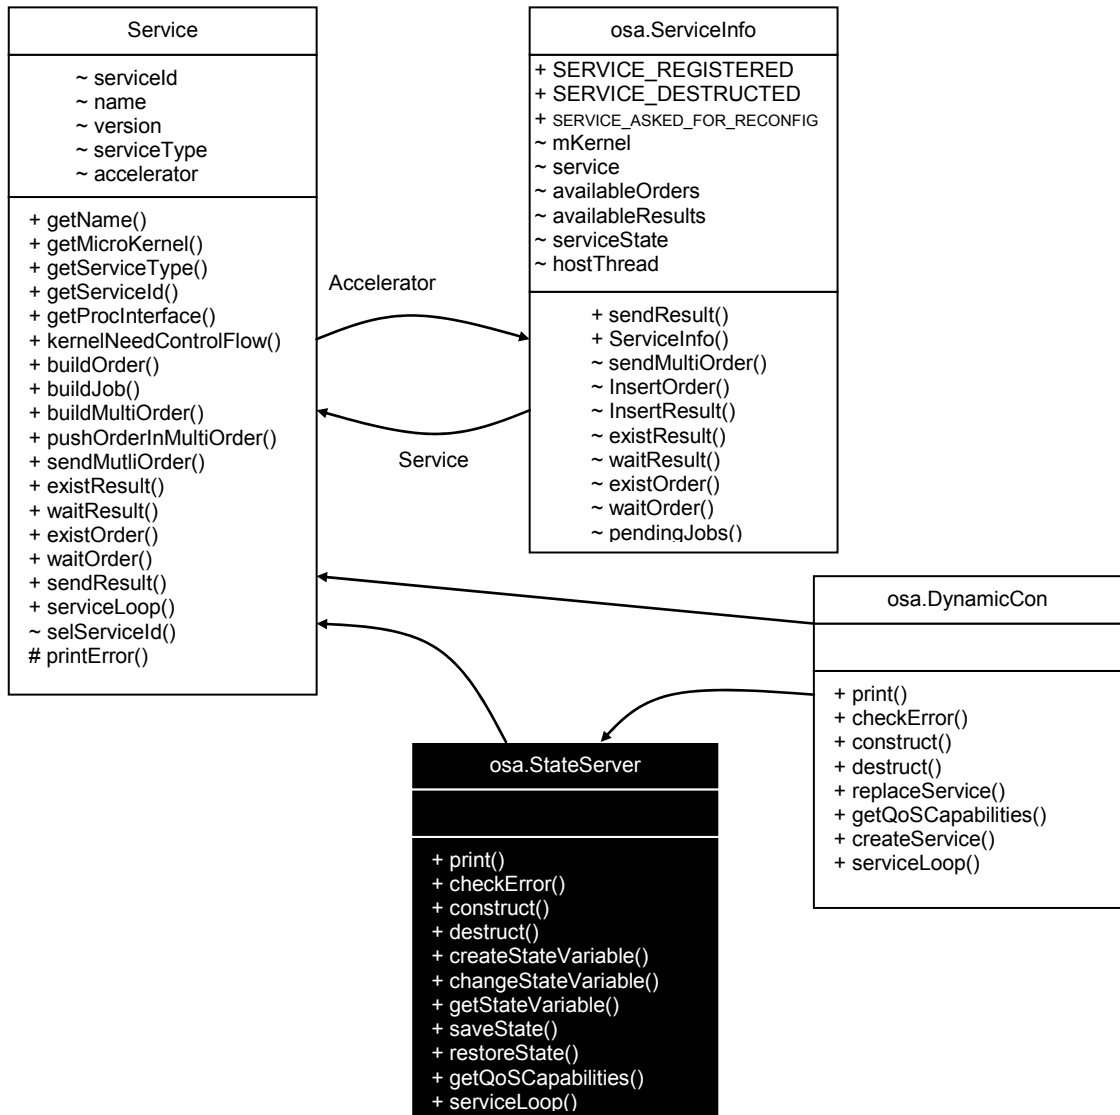 Service
~ serviceId
~ name
~ version
~ serviceType
~ accelerator
+ getName()
+ getMicroKernel()
+ getServiceType()
+ getServiceId()
+ getProcInterface()
+ kernelNeedControlFlow()
+ buildOrder()
+ buildJob()
+ buildMultiOrder()
+ pushOrderInMultiOrder()
+ sendMutliOrder()
+ existResult()
+ waitResult()
+ existOrder()
+ waitOrder()
+ sendResult()
+ serviceLoop()
~ selServiceId()
# printError()
Accelerator
Service
osa.ServiceInfo
+ SERVICE_REGISTERED
+ SERVICE_DESTRUCTED
+ SERVICE_ASKED_FOR_RECONFIG
~ mKernel
~ service
~ availableOrders
~ availableResults
~ serviceState
~ hostThread
+ sendResult()
+ ServiceInfo()
~ sendMultiOrder()
~ InsertOrder()
~ InsertResult()
~ existResult()
~ waitResult()
~ existOrder()
~ waitOrder()
~ pendingJobs()
osa.DynamicCon
+ print()
+ checkError()
+ construct()
+ destruct()
+ replaceService()
+ getQoSCapabilities()
+ createService()
+ serviceLoop()
osa.StateServer
+ print()
+ checkError()
+ construct()
+ destruct()
+ createStateVariable()
+ changeStateVariable()
+ getStateVariable()
+ saveState()
+ restoreState()
+ getQoSCapabilities()
+ serviceLoop()